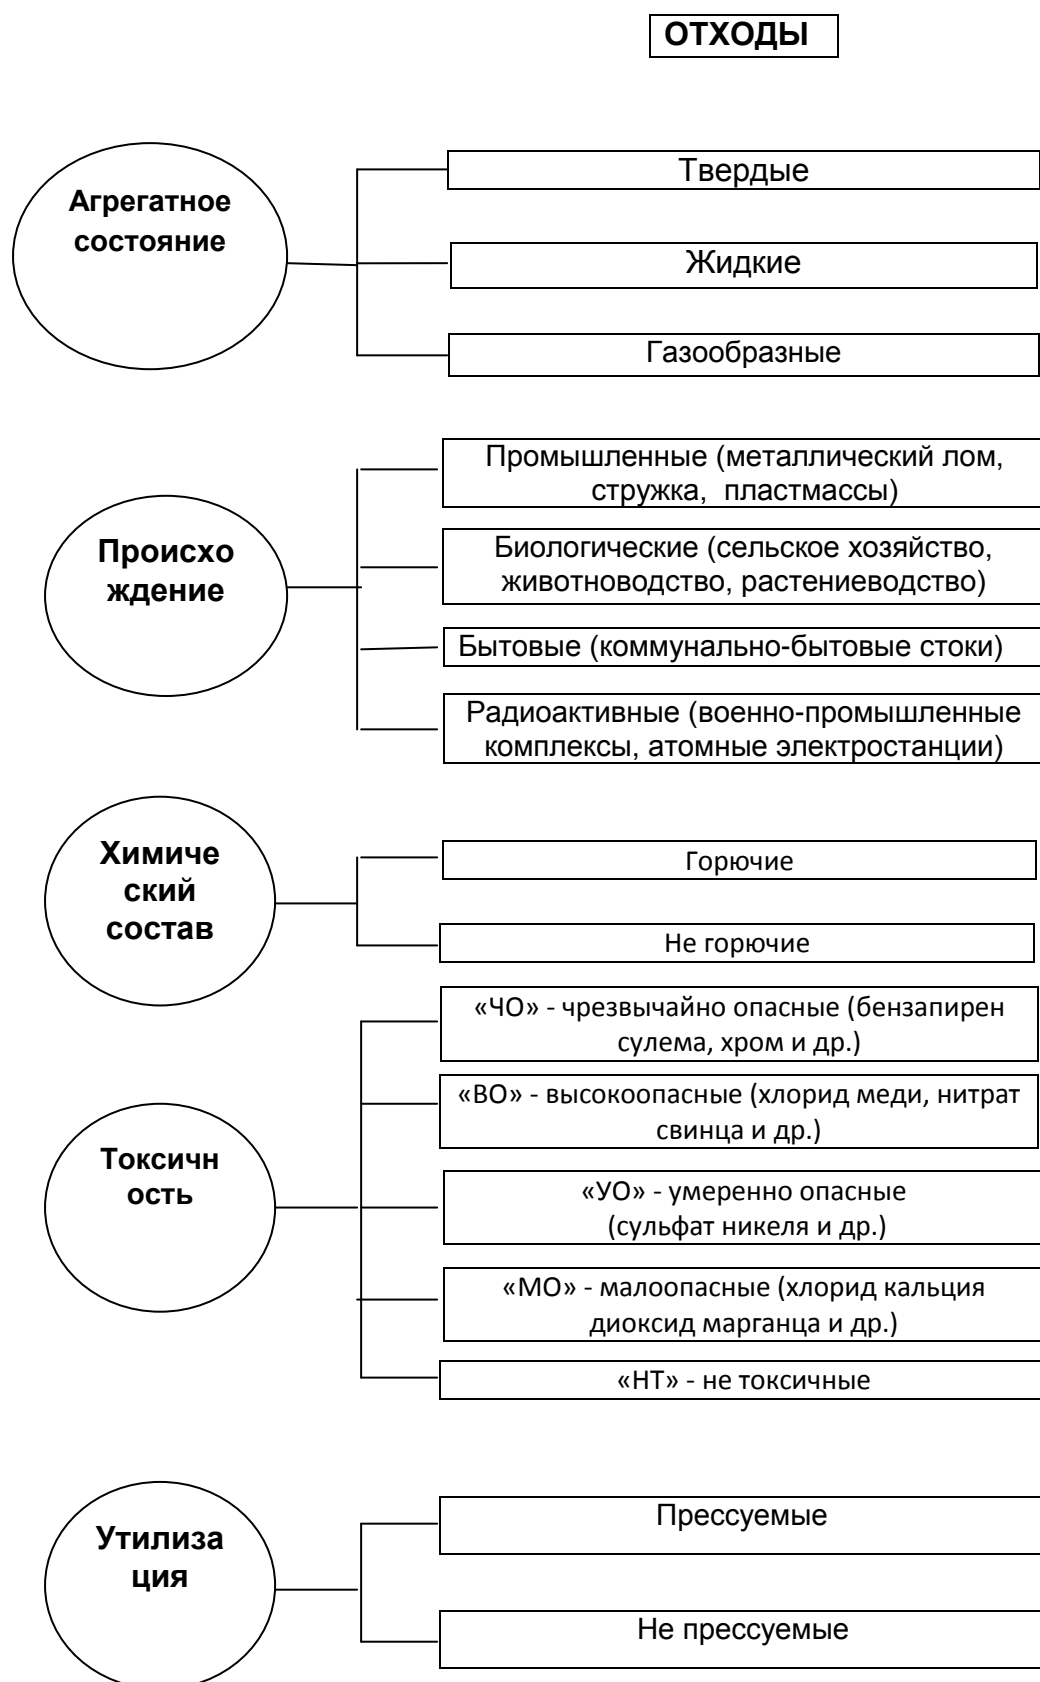 ОТХОДЫ
Агрегатное
состояние
Твердые
Жидкие
Газообразные
Происхо
ждение
Промышленные (металлический лом,
стружка, пластмассы)
Биологические (сельское хозяйство,
животноводство, растениеводство)
Бытовые (коммунально-бытовые стоки)
Радиоактивные (военно-промышленные
комплексы, атомные электростанции)
Химиче
ский
состав
Горючие
Не горючие
Токсичн
ость
«ЧО» - чрезвычайно опасные (бензапирен
сулема, хром и др.)
«ВО» - высокоопасные (хлорид меди, нитрат
свинца и др.)
«УО» - умеренно опасные
(сульфат никеля и др.)
«МО» - малоопасные (хлорид кальция
диоксид марганца и др.)
«НТ» - не токсичные
Утилиза
ция
Прессуемые
Не прессуемые